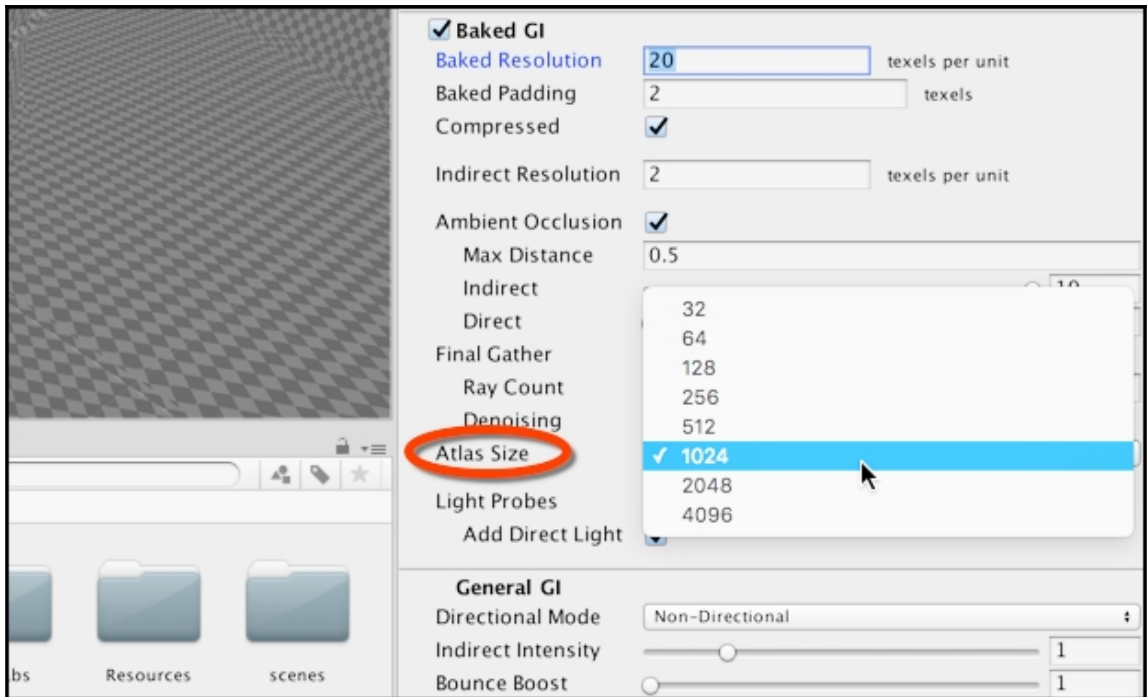 Baked GI
Baked Resolution 20 texels per unit
Baked Padding 2 texels
Compressed
Indirect Resolution 2 texels per unit
Ambient Occlusion
Max Distance 0.5
Indirect 10
Direct
Final Gather
Ray Count
Denoising
Atlas Size
32
64
128
256
512
✓ 1024
2048
4096
Light Probes
Add Direct Light
General GI
Directional Mode Non-Directional
Indirect Intensity 1
Bounce Boost 1
bs Resources scenes